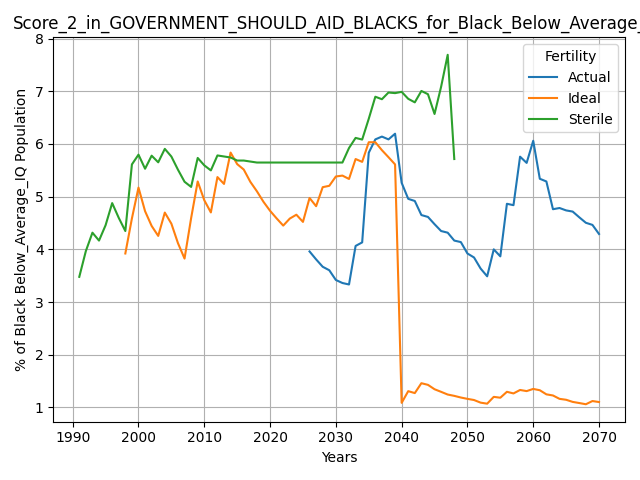 Score_2_in_GOVERNMENT_SHOULD_AID_BLACKS_for_Black_Below_Average_
% of Black Below_Average_IQ Population
8
7
6
5
4
3
2
1
Fertility
Actual
Ideal
Sterile
1990 2000 2010 2020 2030 2040 2050 2060 2070
Years